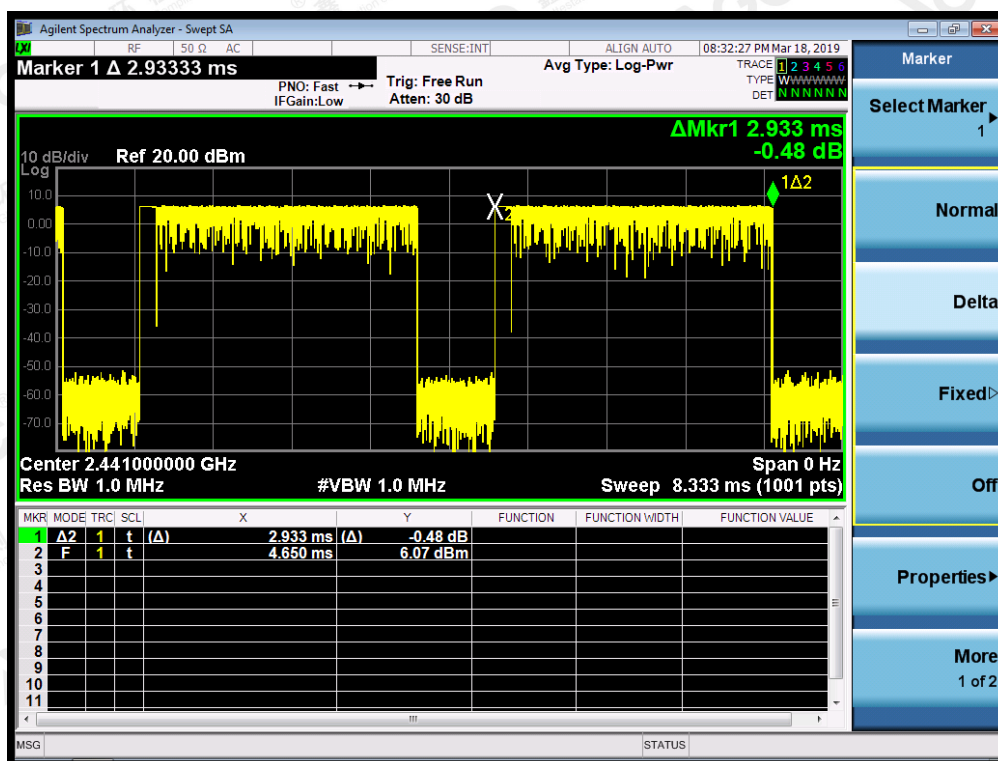 Agilent Spectrum Analyzer - Swept SA
LXI RF 50 Ω AC SENSE:INT ALIGN AUTO 08:32:27 PM Mar 18, 2019
Marker 1 Δ 2.93333 ms
PNO: Fast
IFGain:Low
Trig: Free Run
Atten: 30 dB
Avg Type: Log-Pwr
TRACE 1 2 3 4 5 6
TYPE WWWWWW
DET N N N N N N
ΔMkr1 2.933 ms
-0.48 dB
10 dB/div Ref 20.00 dBm
Log
1Δ2
10.0
X2
0.00
-10.0
-20.0
-30.0
-40.0
-50.0
-60.0
-70.0
Center 2.441000000 GHz Span 0 Hz
Res BW 1.0 MHz #VBW 1.0 MHz Sweep 8.333 ms (1001 pts)
MKR MODE TRC SCL X Y FUNCTION FUNCTION WIDTH FUNCTION VALUE
1 Δ2 1 t (Δ) 2.933 ms (Δ) -0.48 dB
2 F 1 t 4.650 ms 6.07 dBm
3
4
5
6
7
8
9
10
11
MSG STATUS
Marker
Select Marker
1
Normal
Delta
Fixed
Off
Properties
More
1 of 2